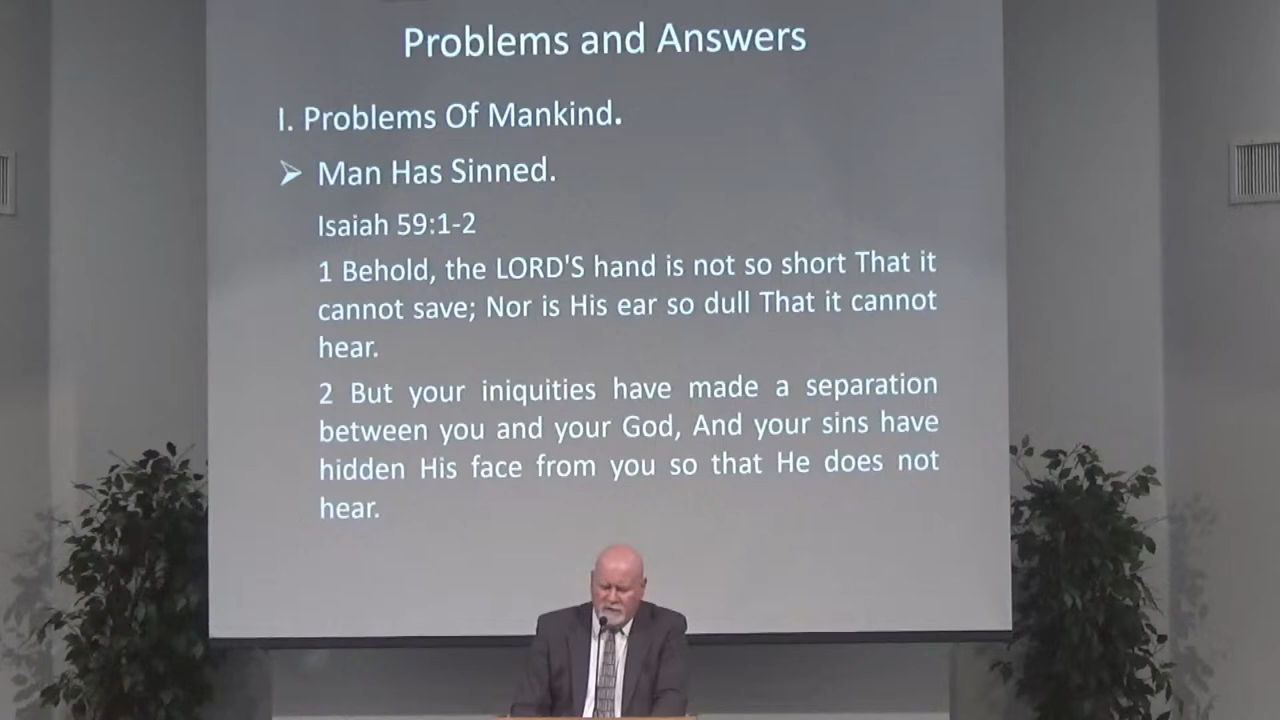 Problems and Answers
I. Problems Of Mankind.
➢ Man Has Sinned.
Isaiah 59:1-2
1 Behold, the LORD'S hand is not so short That it
cannot save; Nor is His ear so dull That it cannot
hear.
2 But your iniquities have made a separation
between you and your God, And your sins have
hidden His face from you so that He does not
hear.